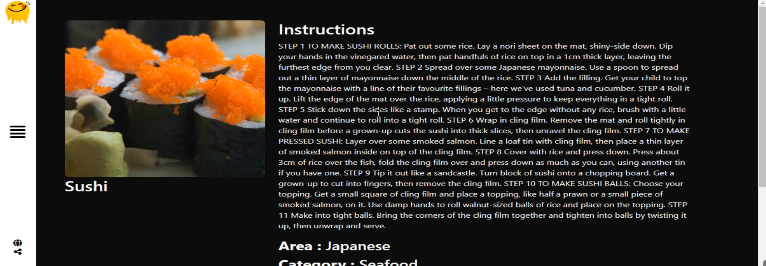 Instructions
STEP 1 TO MAKE SUSHI ROLLS: Pat out some rice. Lay a nori sheet on the mat, shiny-side down. Dip
your hands in the vinegared water, then pat handfuls of rice on top in a 1cm thick layer, leaving the
furthest edge from you clear. STEP 2 Spread over some Japanese mayonnaise. Use a spoon to spread
out a thin layer of mayonnaise down the middle of the rice. STEP 3 Add the filling. Get your child to top
the mayonnaise with a line of their favourite fillings – here we've used tuna and cucumber. STEP 4 Roll it
up. Lift the edge of the mat over the rice, applying a little pressure to keep everything in a tight roll.
STEP 5 Stick down the sides like a stamp. When you get to the edge without any rice, brush with a little
water and continue to roll into a tight roll. STEP 6 Wrap in cling film. Remove the mat and roll tightly in
cling film before a grown-up cuts the sushi into thick slices, then unravel the cling film. STEP 7 TO MAKE
PRESSED SUSHI: Layer over some smoked salmon. Line a loaf tin with cling film, then place a thin layer
of smoked salmon inside on top of the cling film. STEP 8 Cover with rice and press down. Press about
3cm of rice over the fish, fold the cling film over and press down as much as you can, using another tin
if you have one. STEP 9 Tip it out like a sandcastle. Turn block of sushi onto a chopping board. Get a
grown-up to cut into fingers, then remove the cling film. STEP 10 TO MAKE SUSHI BALLS: Choose your
topping. Get a small square of cling film and place a topping, like half a prawn or a small piece of
smoked salmon, on it. Use damp hands to roll walnut-sized balls of rice and place on the topping. STEP
11 Make into tight balls. Bring the corners of the cling film together and tighten into balls by twisting it
up, then unwrap and serve.
Sushi
Area : Japanese
Category : Seafood